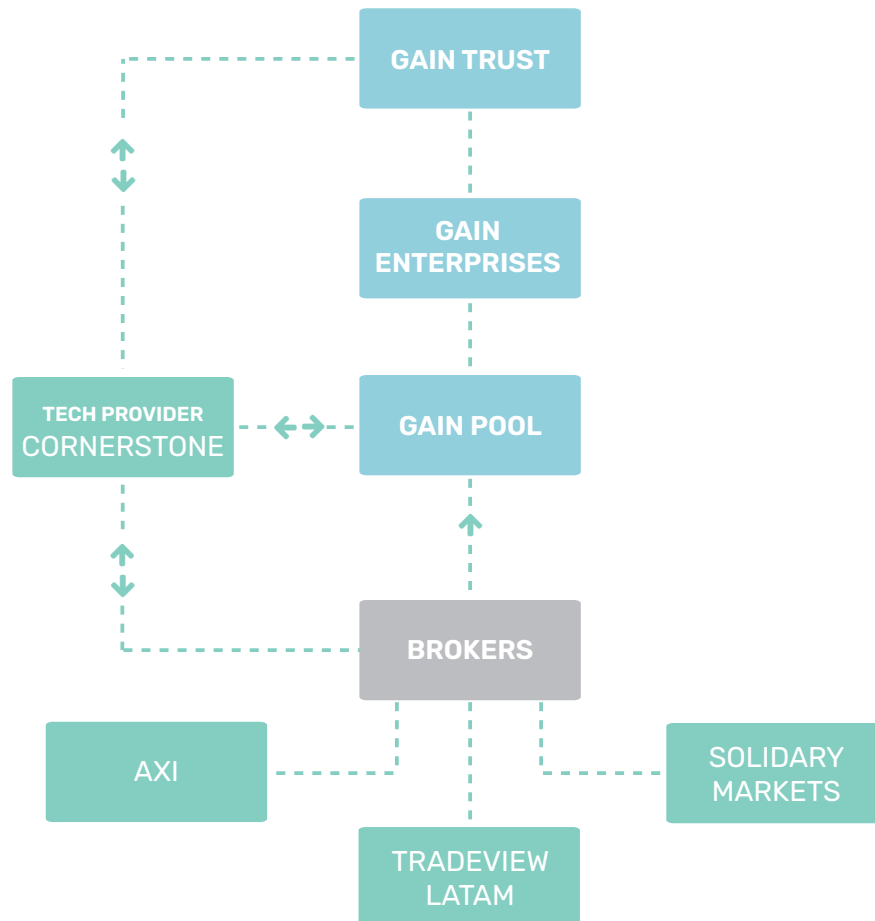 GAIN TRUST
GAIN
ENTERPRISES
TECH PROVIDER
CORNERSTONE
GAIN POOL
BROKERS
AXI
SOLIDARY
MARKETS
TRADEVIEW
LATAM